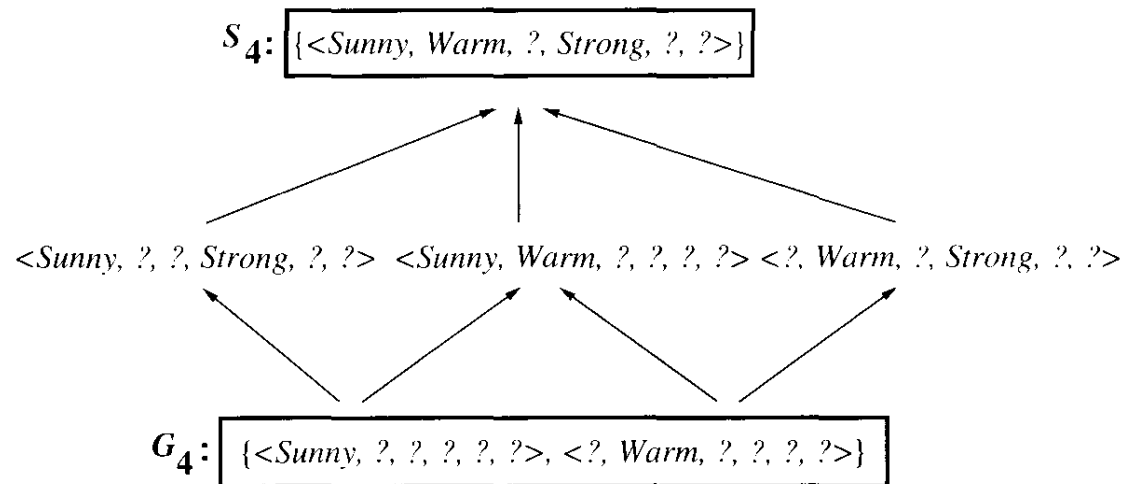 S4: {<Sunny, Warm, ?, Strong, ?, ?>}
<Sunny, ?, ?, Strong, ?, ?> <Sunny, Warm, ?, ?, ?, ?> <?, Warm, ?, Strong, ?, ?>
G4: {<Sunny, ?, ?, ?, ?, ?>, <?, Warm, ?, ?, ?, ?>}